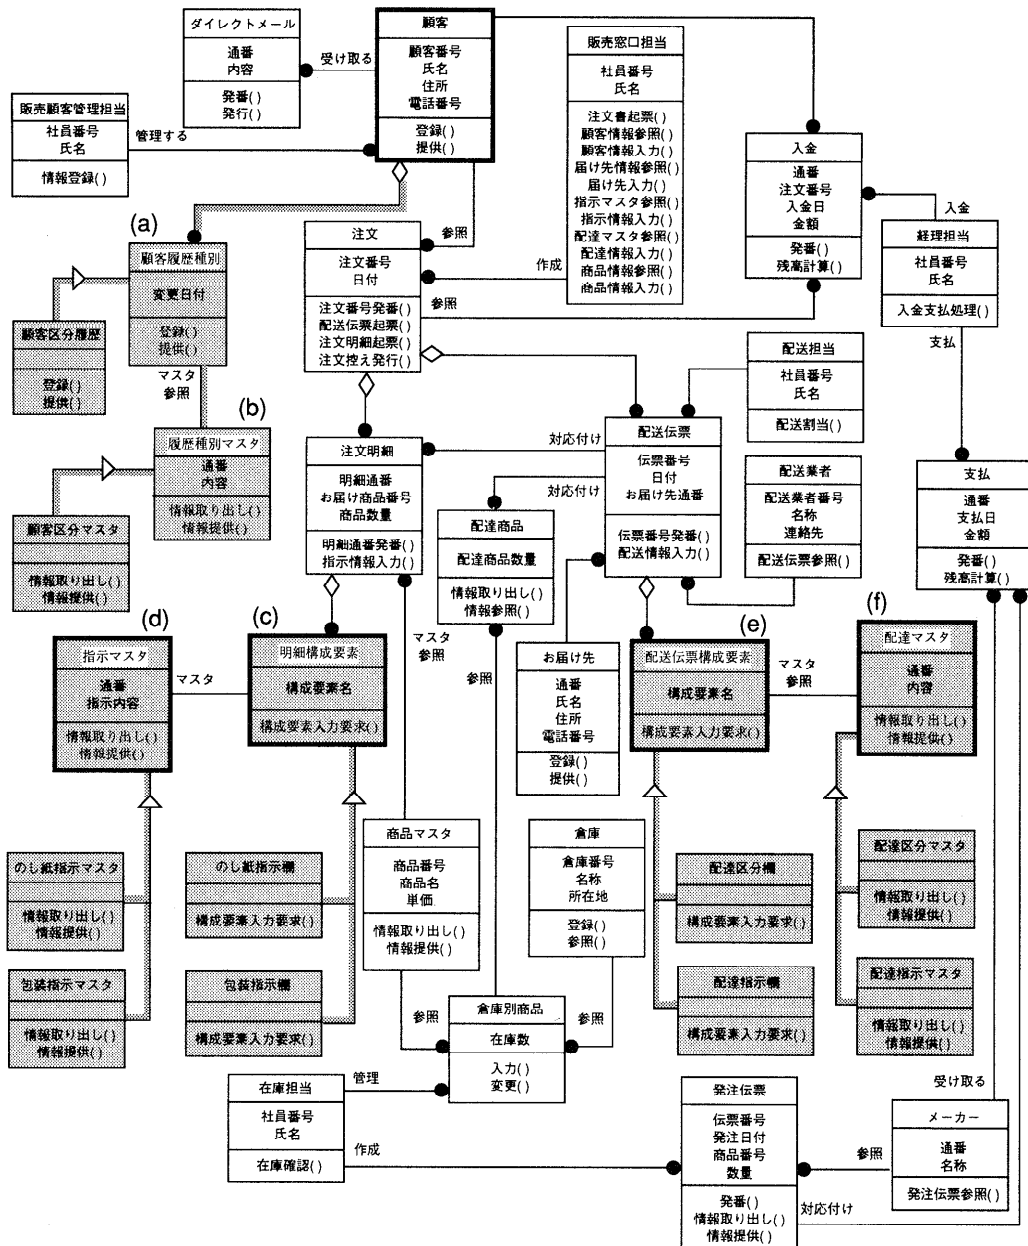 ダイレクトメール
通番
内容
発番( )
発行( )
受け取る
顧客
顧客番号
氏名
住所
電話番号
登録( )
提供( )
販売窓口担当
社員番号
氏名
注文書起票( )
顧客情報参照( )
顧客情報入力( )
届け先情報参照( )
届け先入力( )
指示マスタ参照( )
指示情報入力( )
配達マスタ参照( )
配達情報入力( )
商品情報参照( )
商品情報入力( )
販売顧客管理担当
社員番号
氏名
情報登録( )
管理する
入金
通番
注文番号
入金日
金額
発番( )
残高計算( )
入金
経理担当
社員番号
氏名
入金支払処理( )
支払
(a)
顧客履歴種別
変更日付
登録( )
提供( )
顧客区分履歴
登録( )
提供( )
マスタ
参照
注文
注文番号
日付
注文番号発番( )
配送伝票起票( )
注文明細起票( )
注文控え発行( )
参照
作成
参照
配送担当
社員番号
氏名
配送割当( )
(b)
履歴種別マスタ
通番
内容
情報取り出し( )
情報提供( )
顧客区分マスタ
情報取り出し( )
情報提供( )
注文明細
明細通番
お届け商品番号
商品数量
明細通番発番( )
指示情報入力( )
対応付け
対応付け
配送伝票
伝票番号
日付
お届け先通番
伝票番号発番( )
配送情報入力( )
配達商品
配達商品数量
情報取り出し( )
情報参照( )
配送業者
配送業者番号
名称
連絡先
配送伝票参照( )
支払
通番
支払日
金額
発番( )
残高計算( )
(d)
指示マスタ
通番
指示内容
情報取り出し( )
情報提供( )
マスタ
(c)
明細構成要素
構成要素名
構成要素入力要求( )
マスタ
参照
参照
お届け先
通番
氏名
住所
電話番号
登録( )
提供( )
(e)
配送伝票構成要素
構成要素名
構成要素入力要求( )
マスタ
参照
(f)
配達マスタ
通番
内容
情報取り出し( )
情報提供( )
のし紙指示マスタ
情報取り出し( )
情報提供( )
のし紙指示欄
構成要素入力要求( )
商品マスタ
商品番号
商品名
単価
情報取り出し( )
情報提供( )
倉庫
倉庫番号
名称
所在地
登録( )
参照( )
配達区分欄
構成要素入力要求( )
配達区分マスタ
情報取り出し( )
情報提供( )
包装指示マスタ
情報取り出し( )
情報提供( )
包装指示欄
構成要素入力要求( )
参照
倉庫別商品
在庫数
入力( )
変更( )
参照
配達指示欄
構成要素入力要求( )
配達指示マスタ
情報取り出し( )
情報提供( )
在庫担当
社員番号
氏名
在庫確認( )
管理
作成
発注伝票
伝票番号
発注日付
商品番号
数量
発番( )
情報取り出し( )
情報提供( )
受け取る
参照
メーカー
通番
名称
発注伝票参照( )
対応付け